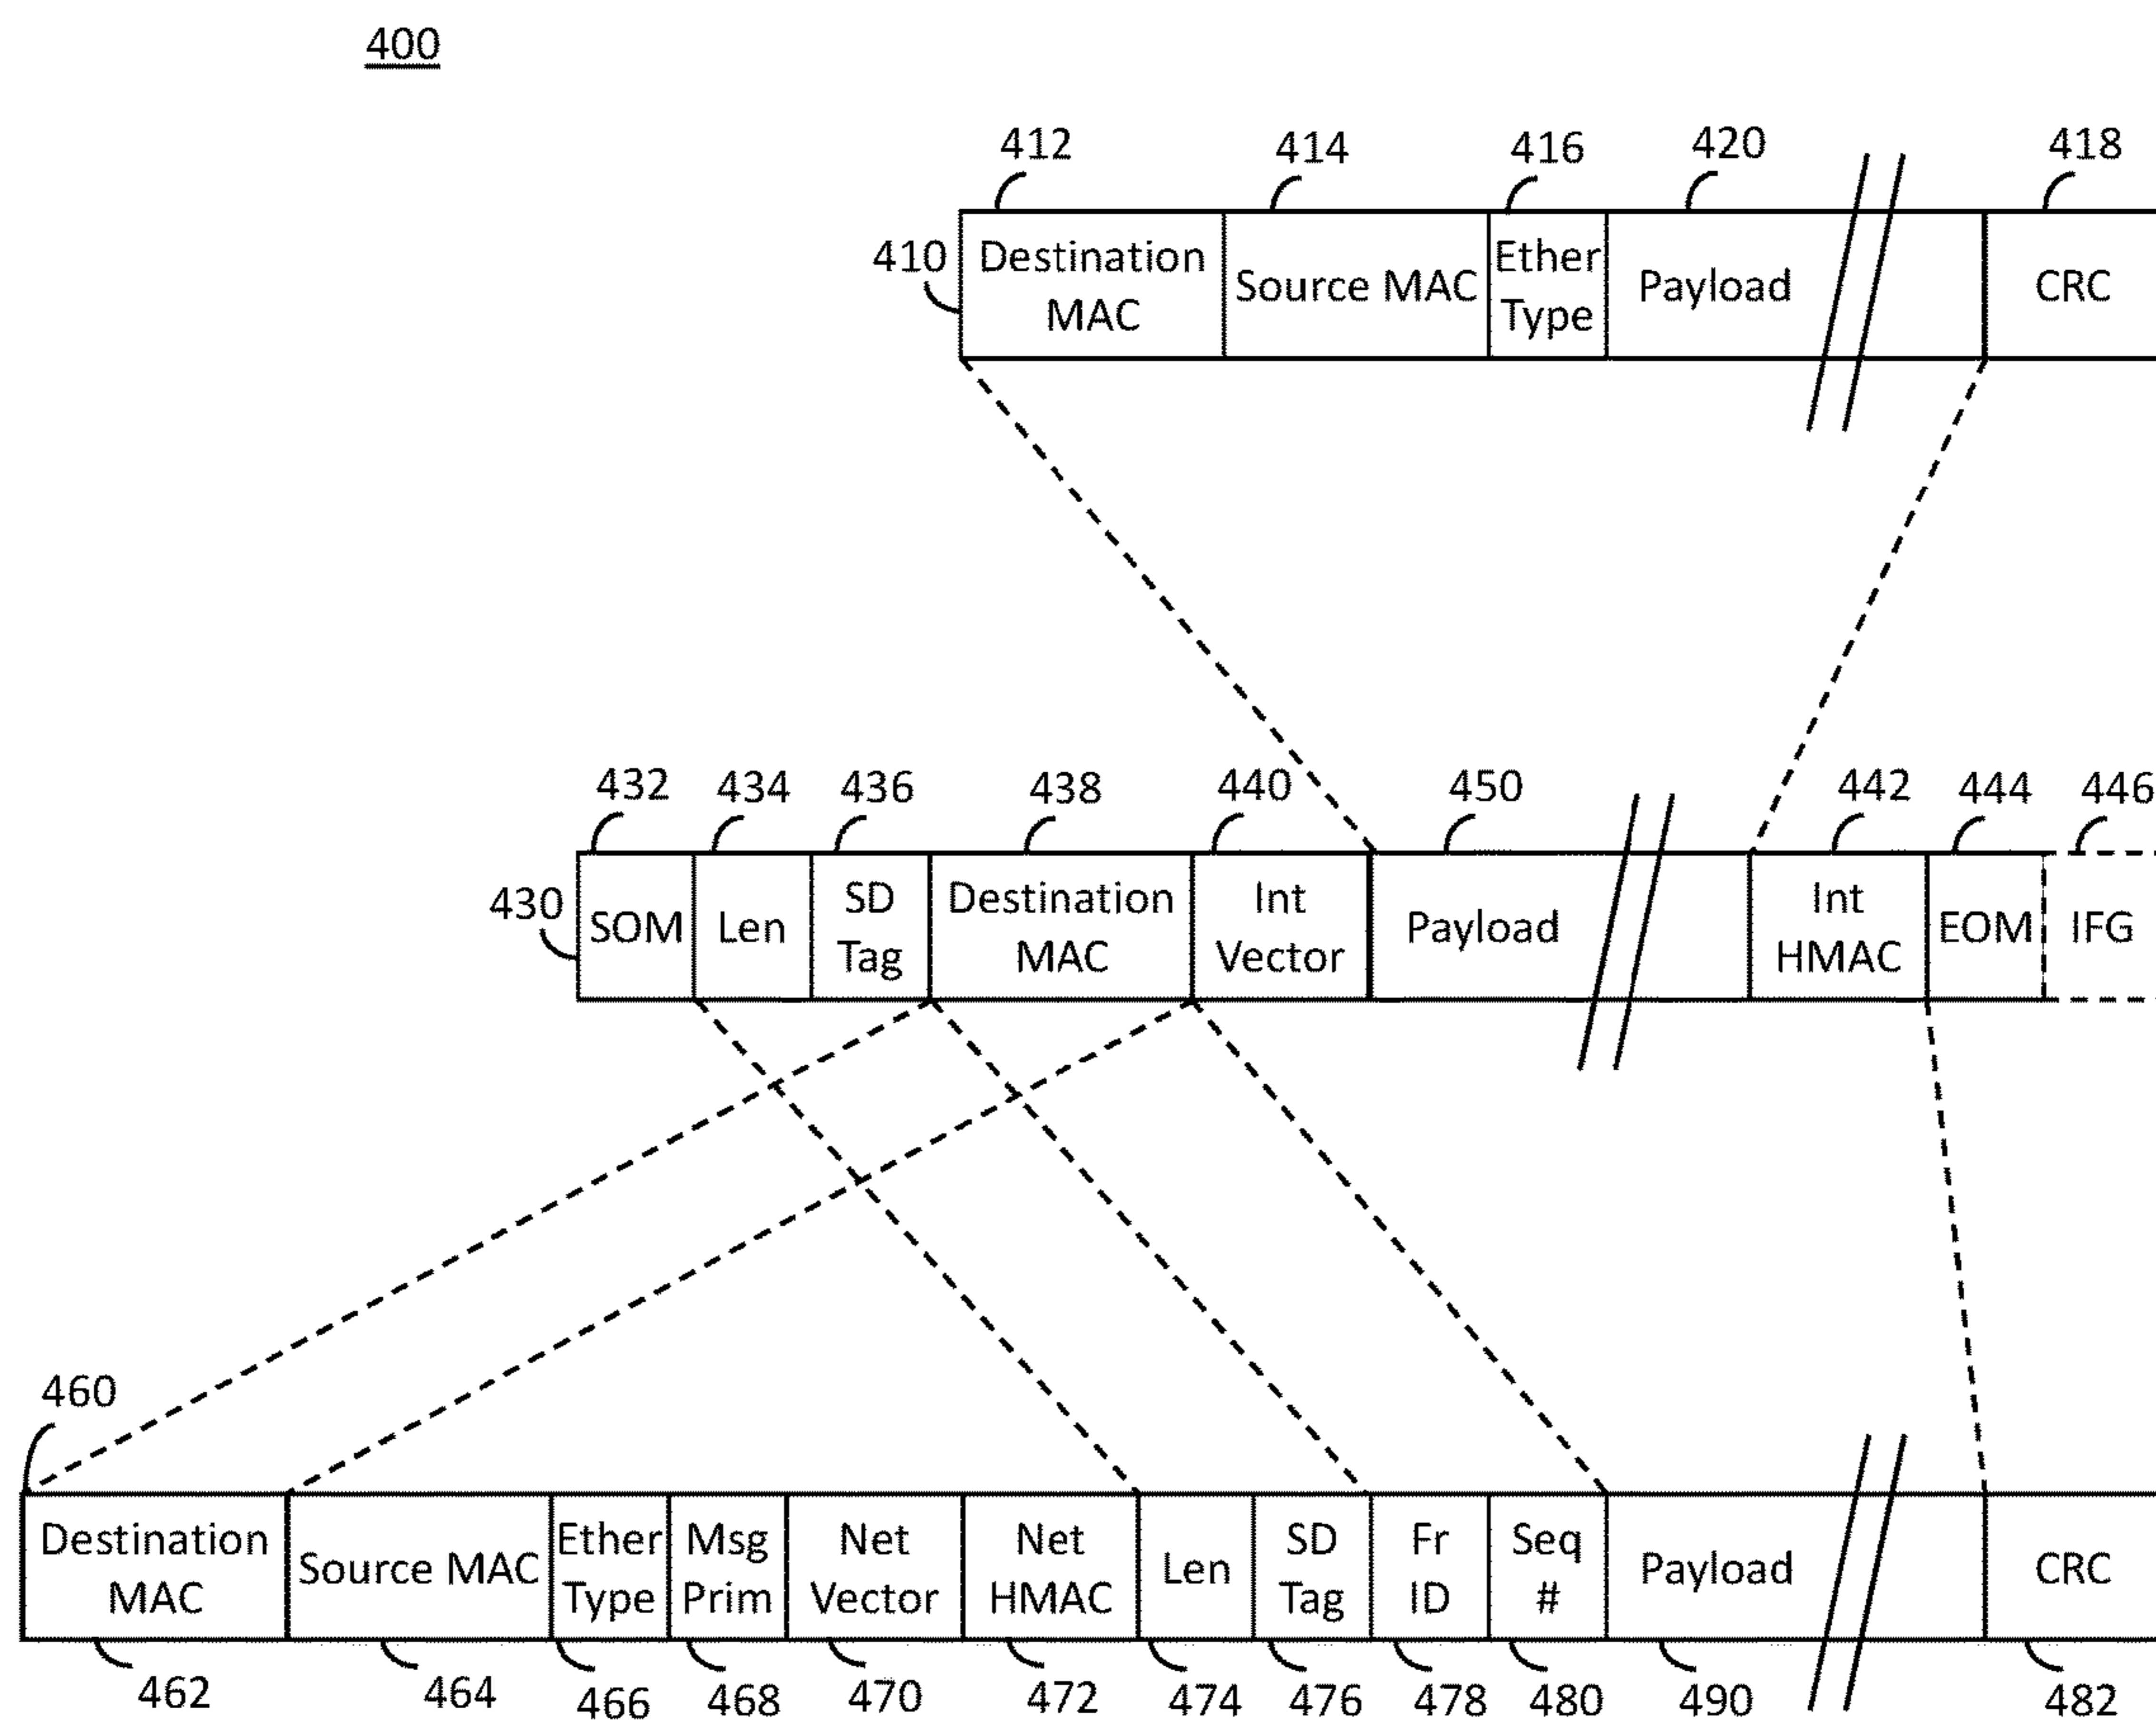 400
412 414 416 420 418
410
Destination MAC
Source MAC
Ether Type
Payload
CRC
432 434 436 438 440 450 442 444 446
430
SOM
Len
SD Tag
Destination MAC
Int Vector
Payload
Int HMAC
EOM
IFG
460
Destination MAC
Source MAC
Ether Type
Msg Prim
Net Vector
Net HMAC
Len
SD Tag
Fr ID
Seq #
Payload
CRC
462 464 466 468 470 472 474 476 478 480 490 482